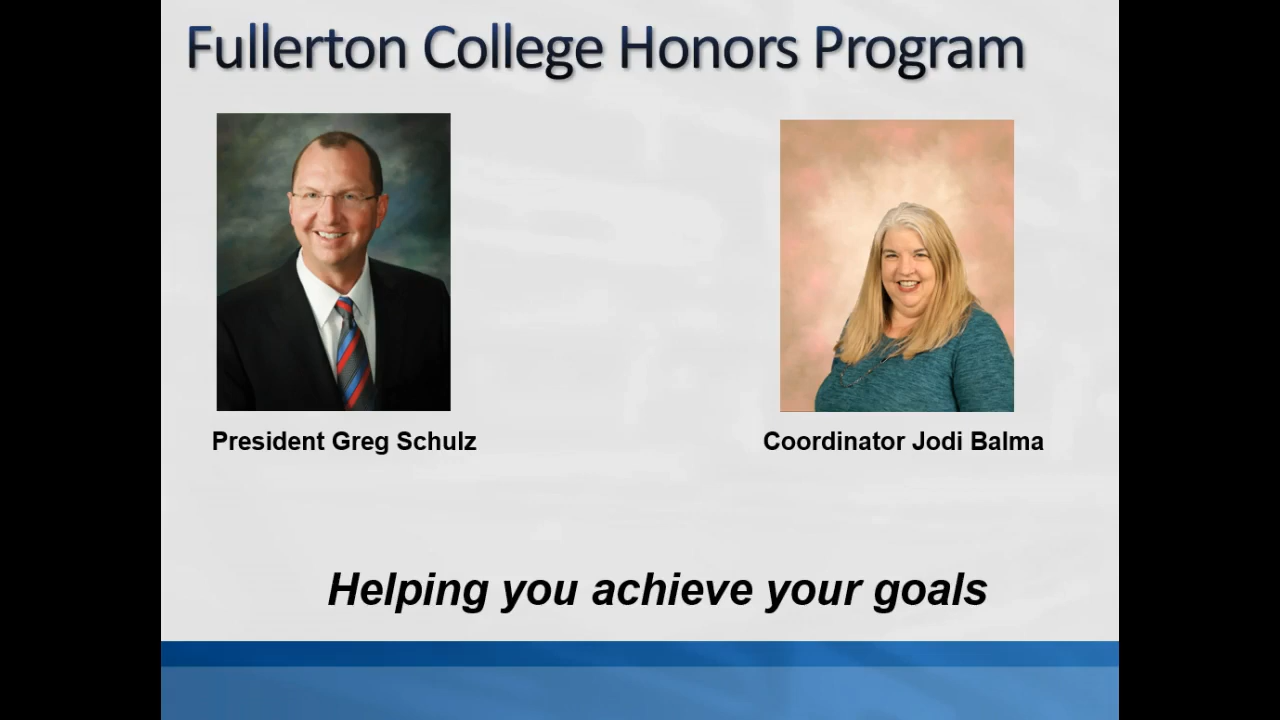 Fullerton College Honors Program
President Greg Schulz
Coordinator Jodi Balma
Helping you achieve your goals